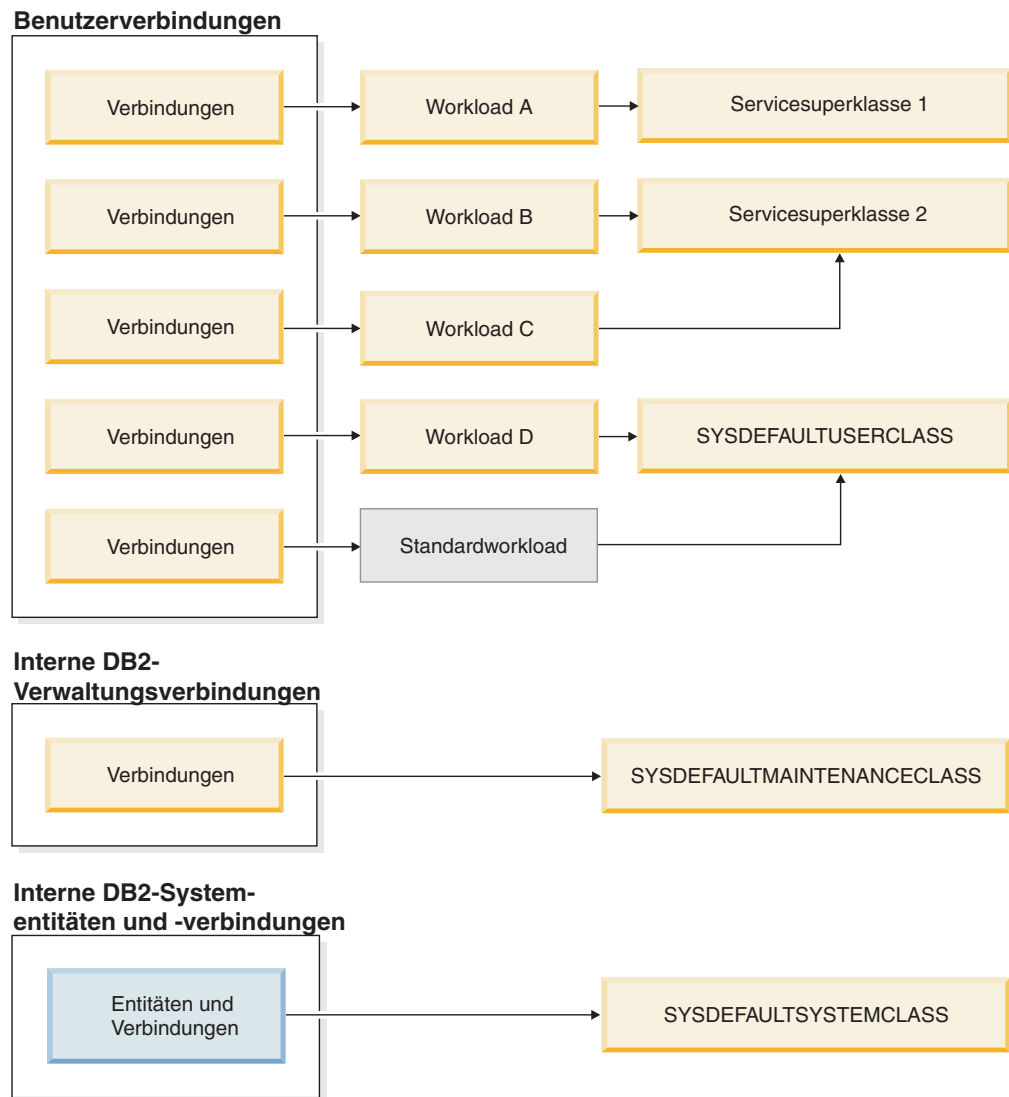 Benutzerverbindungen
Verbindungen
Workload A
Servicesuperklasse 1
Verbindungen
Workload B
Servicesuperklasse 2
Verbindungen
Workload C
Verbindungen
Workload D
SYSDEFAULTUSERCLASS
Verbindungen
Standardworkload
Interne DB2-
Verwaltungsverbindungen
Verbindungen
SYSDEFAULTMAINTENANCECLASS
Interne DB2-System-
entitäten und -verbindungen
Entitäten und
Verbindungen
SYSDEFAULTSYSTEMCLASS